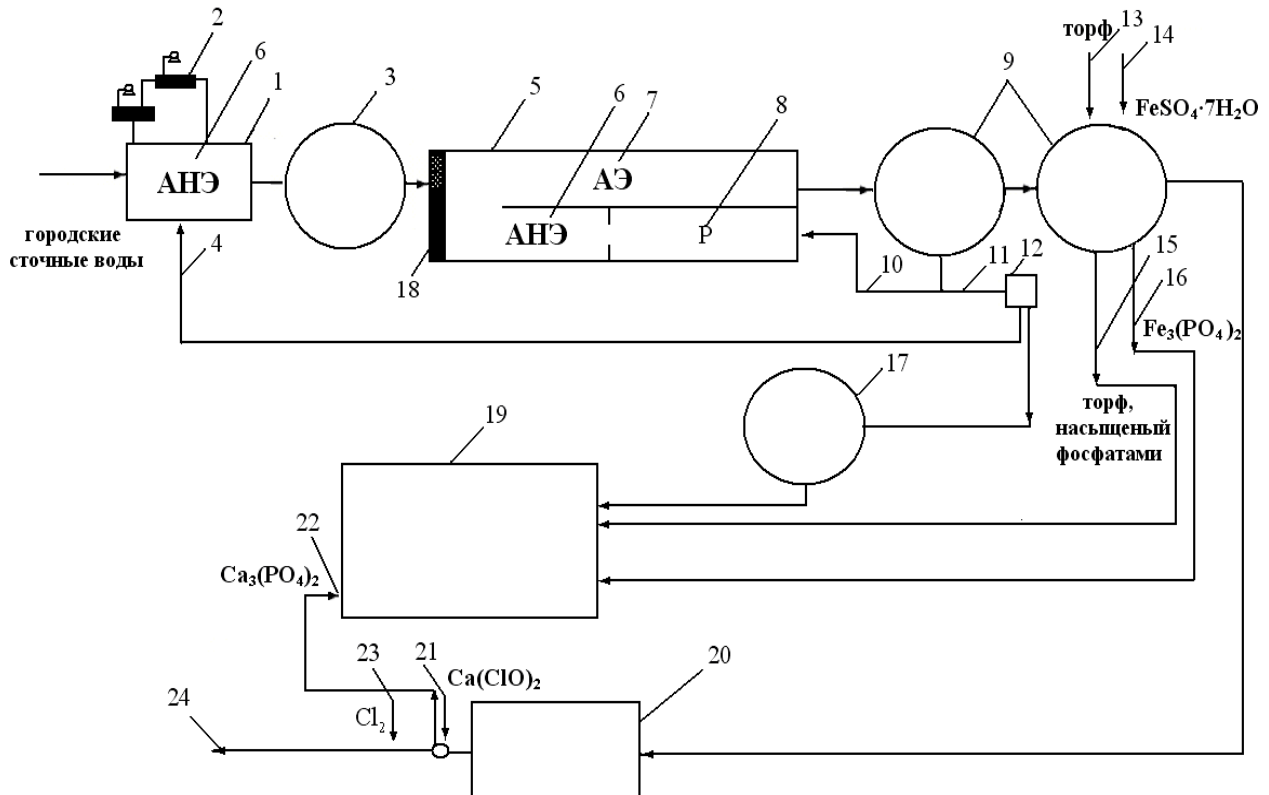 2
6
1
3
5
6
7
8
9
торф
13
14
FeSO₄·7H₂O
АНЭ
АЭ
АНЭ
Р
городские
сточные воды
4
18
10
11
12
15
16
Fe₃(PO₄)₂
17
торф,
насыщеный
фосфатами
19
22
Ca₃(PO₄)₂
23
21
Ca(ClO)₂
20
24
Cl₂